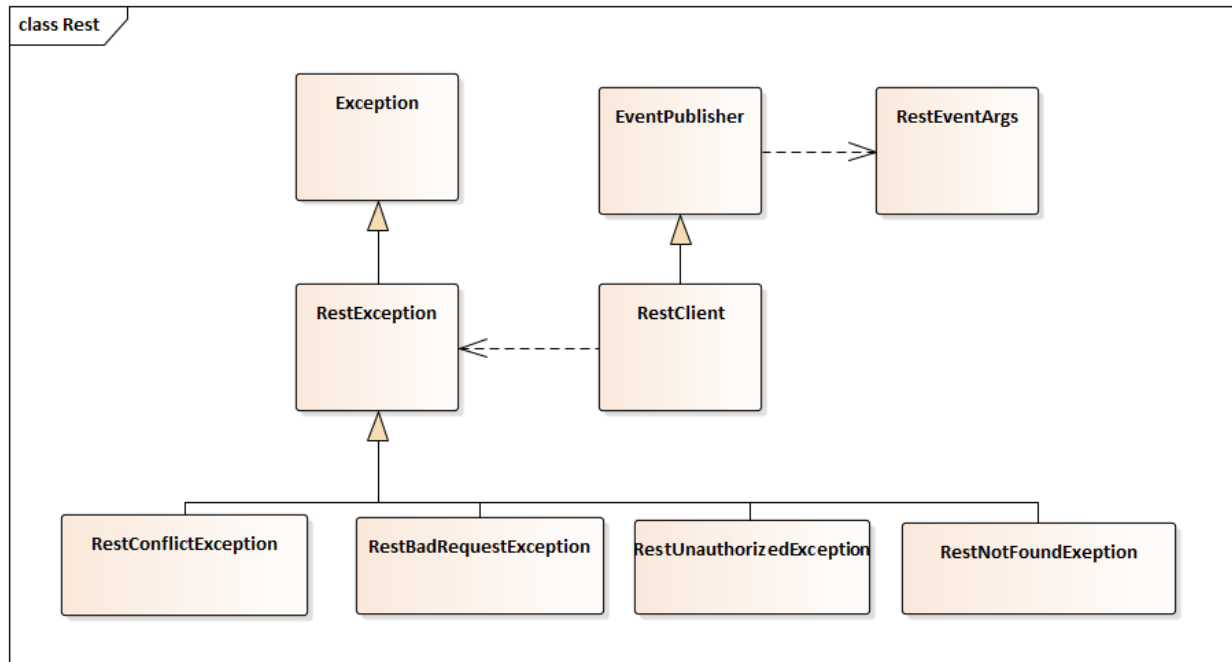 class Rest
Exception
EventPublisher
RestEventArgs
RestException
RestClient
RestConflictException
RestBadRequestException
RestUnauthorizedException
RestNotFoundExeption